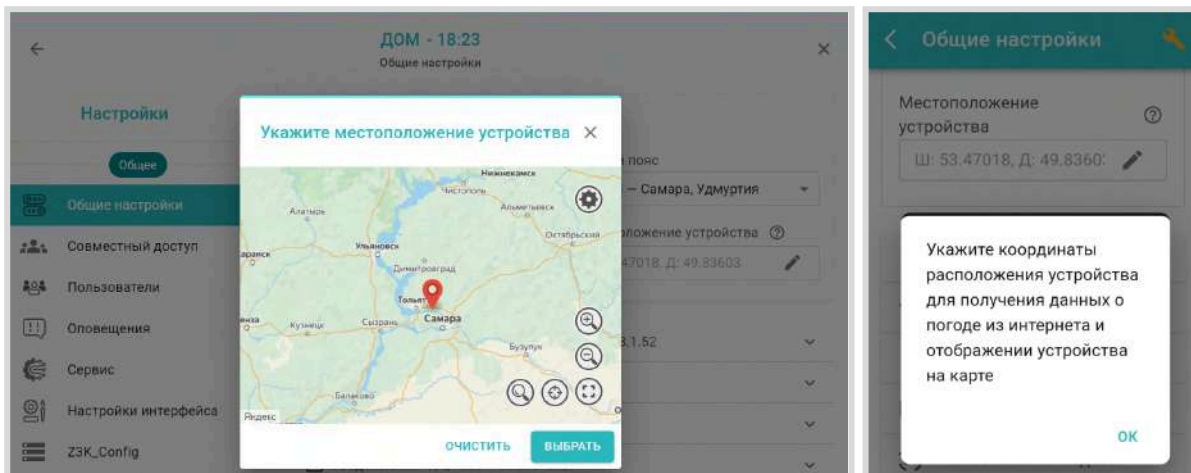 ДОМ - 18:23
Общие настройки
Настройки
Общее
Общие настройки
Совместный доступ
Пользователи
Оповещения
Сервис
Настройки интерфейса
Z3K_Config
Укажите местоположение устройства
Нижнекамск
Чистополь
Алатырь
Альметьевск
Октябрьский
Ульяновск
Димитровград
Тольят
Самара
Кузнецк
Сызрань
Бузулук
Балаково
Яндекс
ОЧИСТИТЬ
ВЫБРАТЬ
пояс
— Самара, Удмуртия
положение устройства
47018, Д: 49.83603
3.1.52
Общие настройки
Местоположение
устройства
Ш: 53.47018, Д: 49.8360
Укажите координаты
расположения устройства
для получения данных о
погоде из интернета и
отображении устройства
на карте
ОК